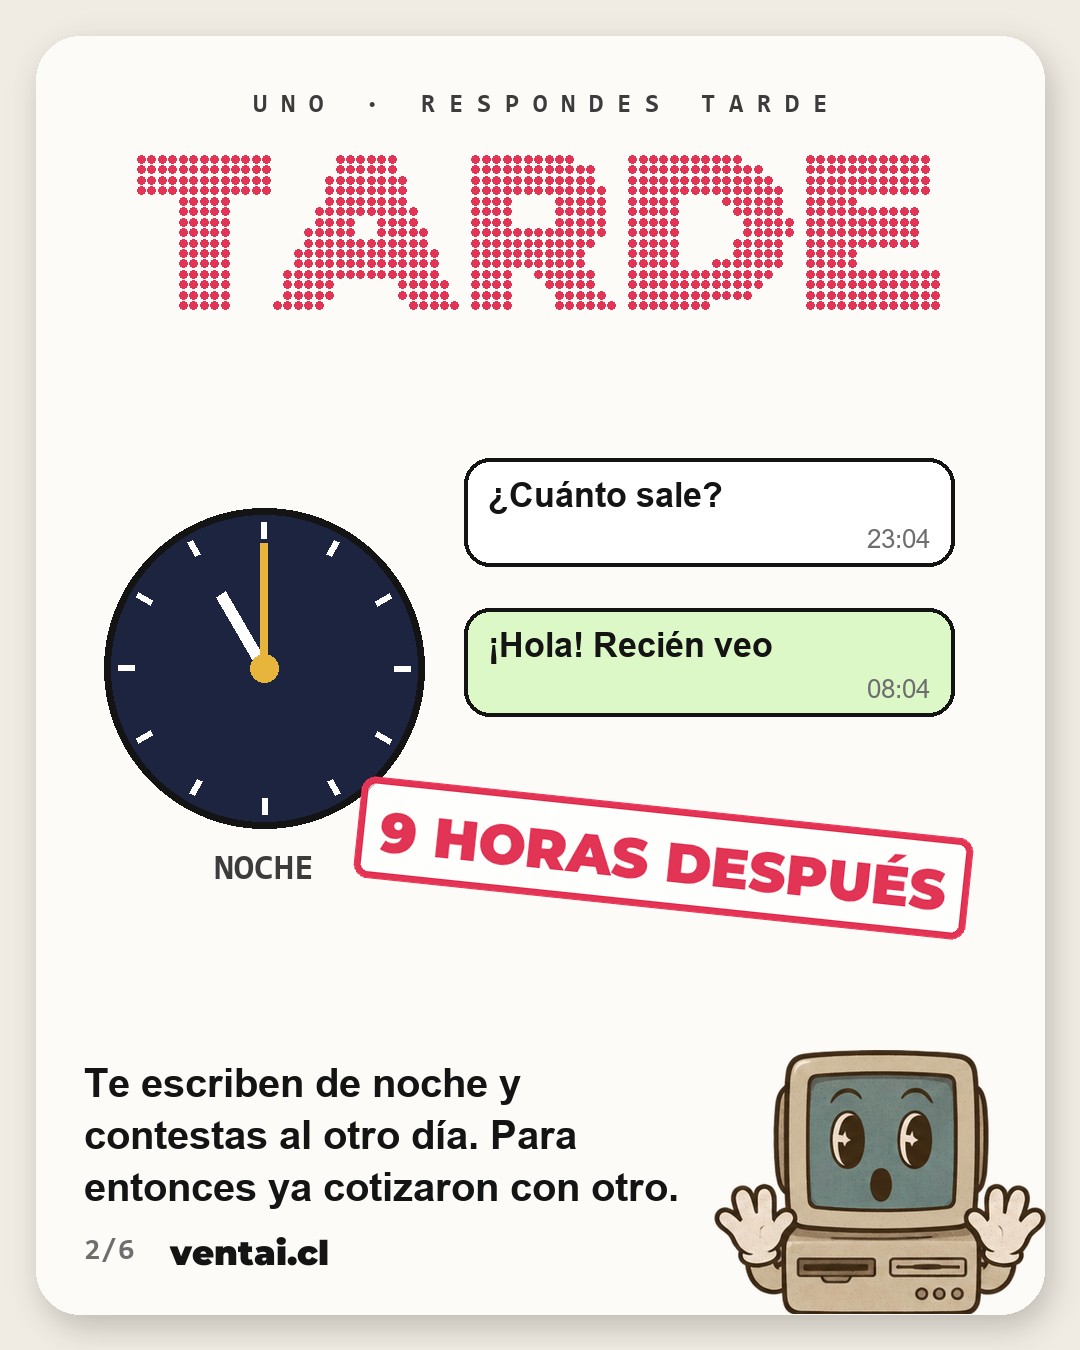 UNO · RESPONDES TARDE
TARDE
¿Cuánto sale?
23:04
¡Hola! Recién veo
08:04
9 HORAS DESPUÉS
NOCHE
Te escriben de noche y
contestas al otro día. Para
entonces ya cotizaron con otro.
2/6 ventai.cl